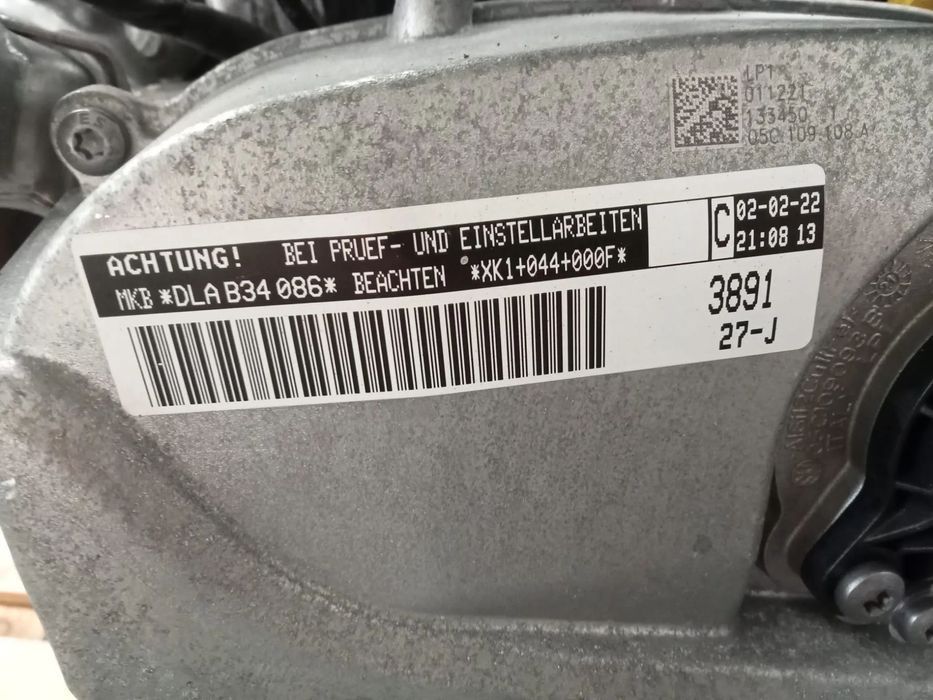 LP1
011221
133450 1
05C 109 108 A
ACHTUNG! BEI PRUEF- UND EINSTELLARBEITEN
MKB *DLA B34 086* BEACHTEN *XK1+044+000F*
C
02-02-22
21:08 13
3891
27-J